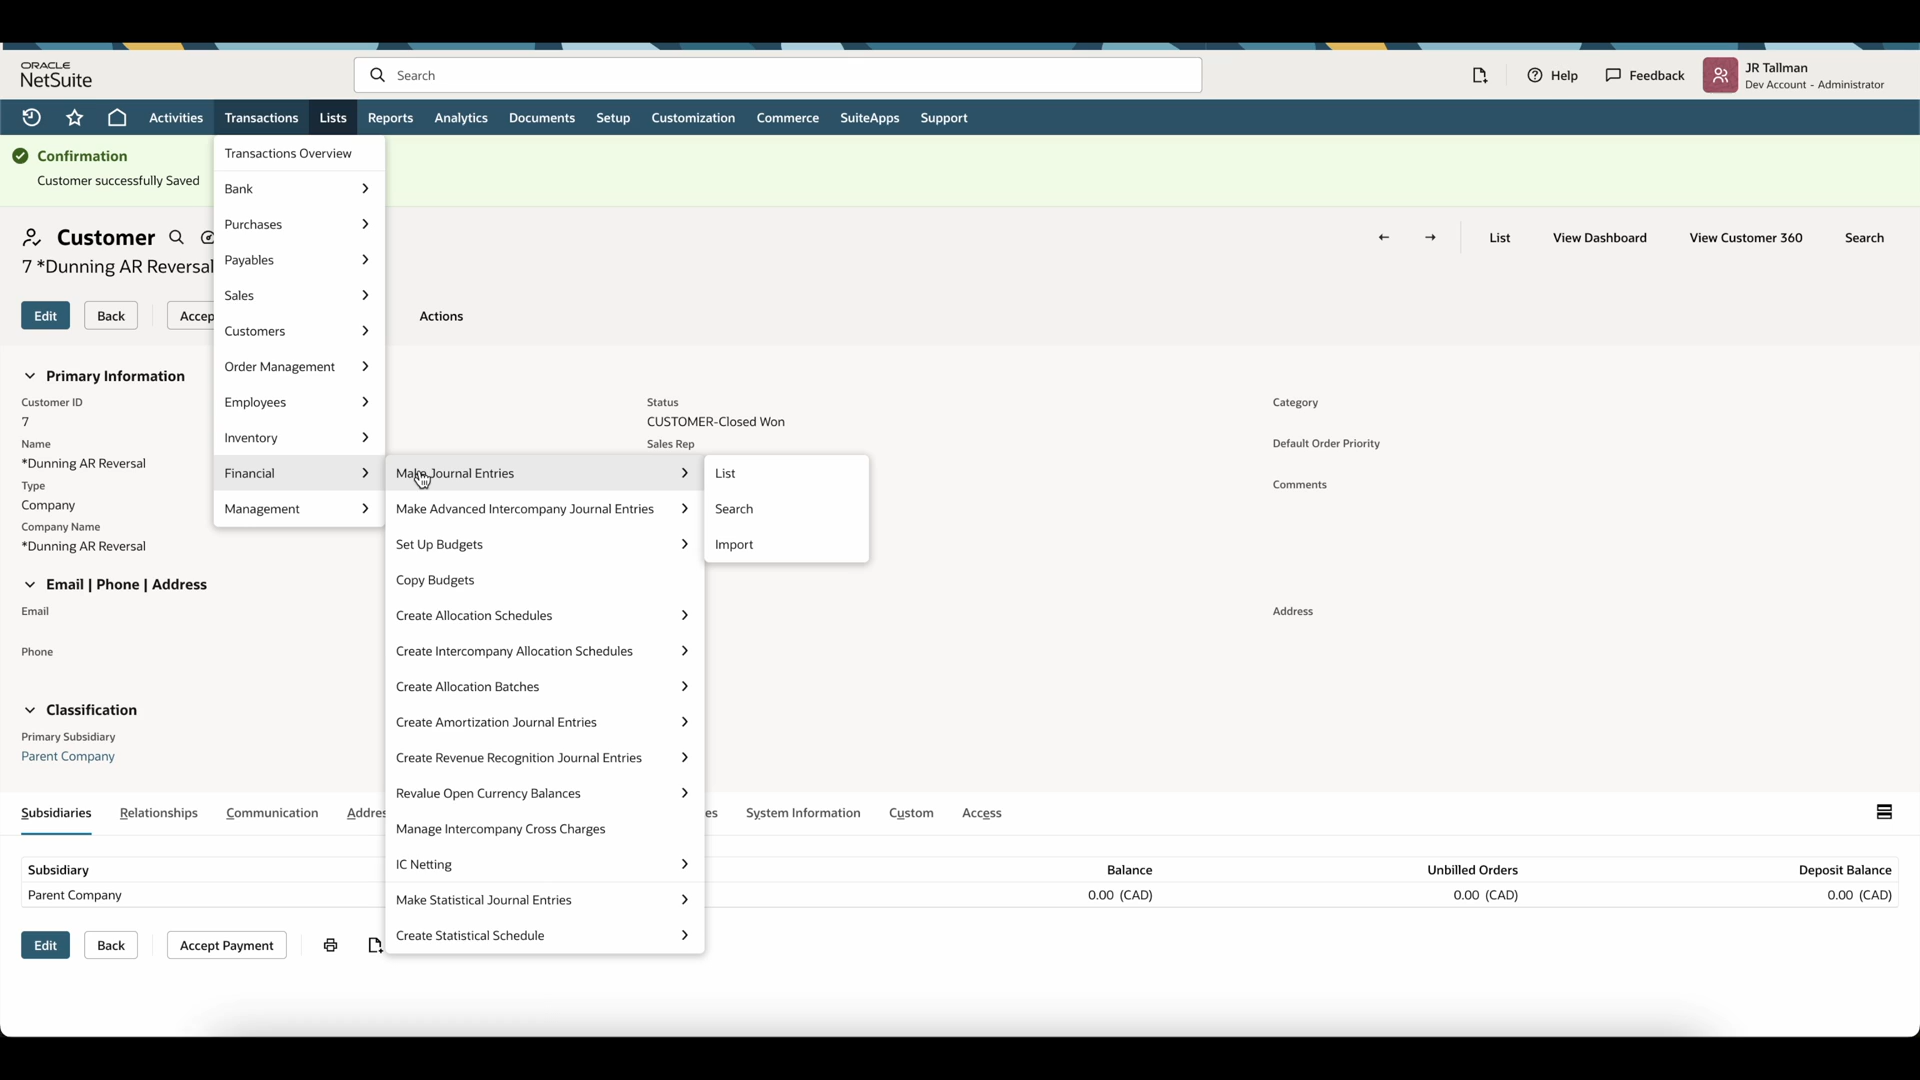 ORACLE
NetSuite
Search
Help
Feedback
JR Tallman
Dev Account - Administrator
Activities
Transactions
Lists
Reports
Analytics
Documents
Setup
Customization
Commerce
SuiteApps
Support
Confirmation
Customer successfully Saved
Transactions Overview
Bank
Purchases
Payables
Sales
Customers
Order Management
Employees
Inventory
Financial
Management
Customer
7 *Dunning AR Reversal
List
View Dashboard
View Customer 360
Search
Edit
Back
Accep
Actions
Primary Information
Customer ID
7
Name
*Dunning AR Reversal
Type
Company
Company Name
*Dunning AR Reversal
Status
CUSTOMER-Closed Won
Sales Rep
Category
Default Order Priority
Comments
Make Journal Entries
Make Advanced Intercompany Journal Entries
Set Up Budgets
Copy Budgets
Create Allocation Schedules
Create Intercompany Allocation Schedules
Create Allocation Batches
Create Amortization Journal Entries
Create Revenue Recognition Journal Entries
Revalue Open Currency Balances
Manage Intercompany Cross Charges
IC Netting
Make Statistical Journal Entries
Create Statistical Schedule
List
Search
Import
Email | Phone | Address
Email
Phone
Address
Classification
Primary Subsidiary
Parent Company
Subsidiaries
Relationships
Communication
Addres
es
System Information
Custom
Access
Subsidiary
Balance
Unbilled Orders
Deposit Balance
Parent Company
0.00 (CAD)
0.00 (CAD)
0.00 (CAD)
Edit
Back
Accept Payment